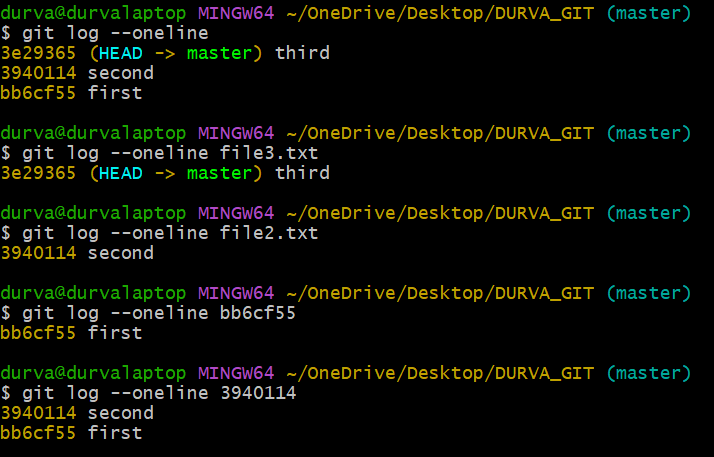 durva@durvalaptop MINGW64 ~/OneDrive/Desktop/DURVA_GIT (master)
$ git log --oneline
3e29365 (HEAD -> master) third
3940114 second
bb6cf55 first

durva@durvalaptop MINGW64 ~/OneDrive/Desktop/DURVA_GIT (master)
$ git log --oneline file3.txt
3e29365 (HEAD -> master) third

durva@durvalaptop MINGW64 ~/OneDrive/Desktop/DURVA_GIT (master)
$ git log --oneline file2.txt
3940114 second

durva@durvalaptop MINGW64 ~/OneDrive/Desktop/DURVA_GIT (master)
$ git log --oneline bb6cf55
bb6cf55 first

durva@durvalaptop MINGW64 ~/OneDrive/Desktop/DURVA_GIT (master)
$ git log --oneline 3940114
3940114 second
bb6cf55 first